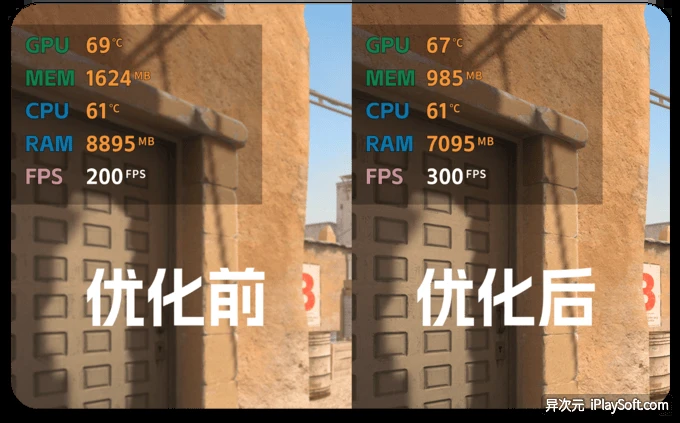 GPU 69°C
MEM 1624MB
CPU 61°C
RAM 8895MB
FPS 200FPS
优化前
GPU 67°C
MEM 985MB
CPU 61°C
RAM 7095MB
FPS 300FPS
优化后
异次元 iPlaySoft.com